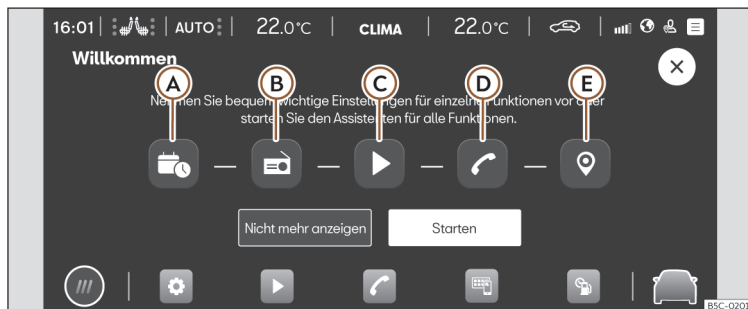 16:01 AUTO 22.0°C CLIMA 22.0°C
Willkommen
A B C D E
Nehmen Sie bequem wichtige Einstellungen für einzelne Funktionen vor oder
starten Sie den Assistenten für alle Funktionen.
Nicht mehr anzeigen Starten
B5C-0201